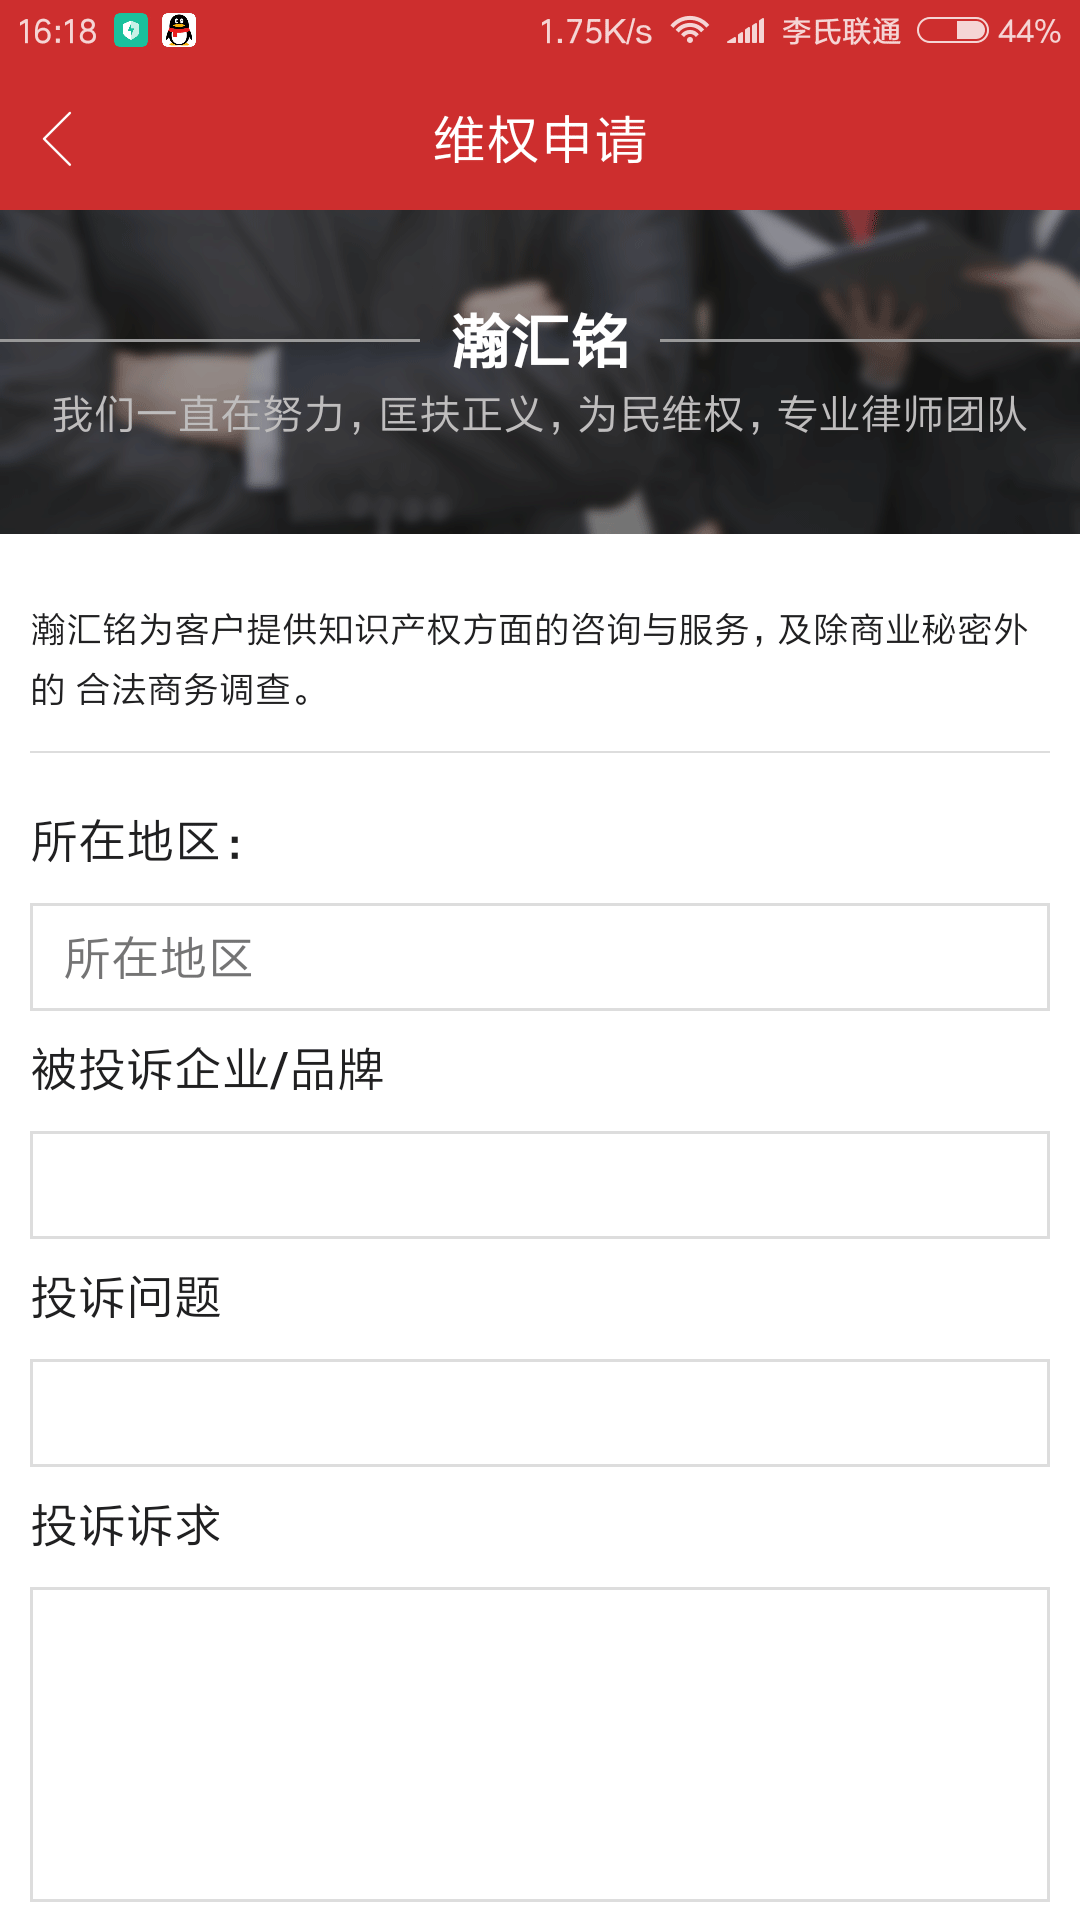 16:18 1.75K/s 李氏联通 44%
维权申请
瀚汇铭
我们一直在努力，匡扶正义，为民维权，专业律师团队
瀚汇铭为客户提供知识产权方面的咨询与服务，及除商业秘密外
的 合法商务调查。
所在地区：
所在地区
被投诉企业/品牌
投诉问题
投诉诉求